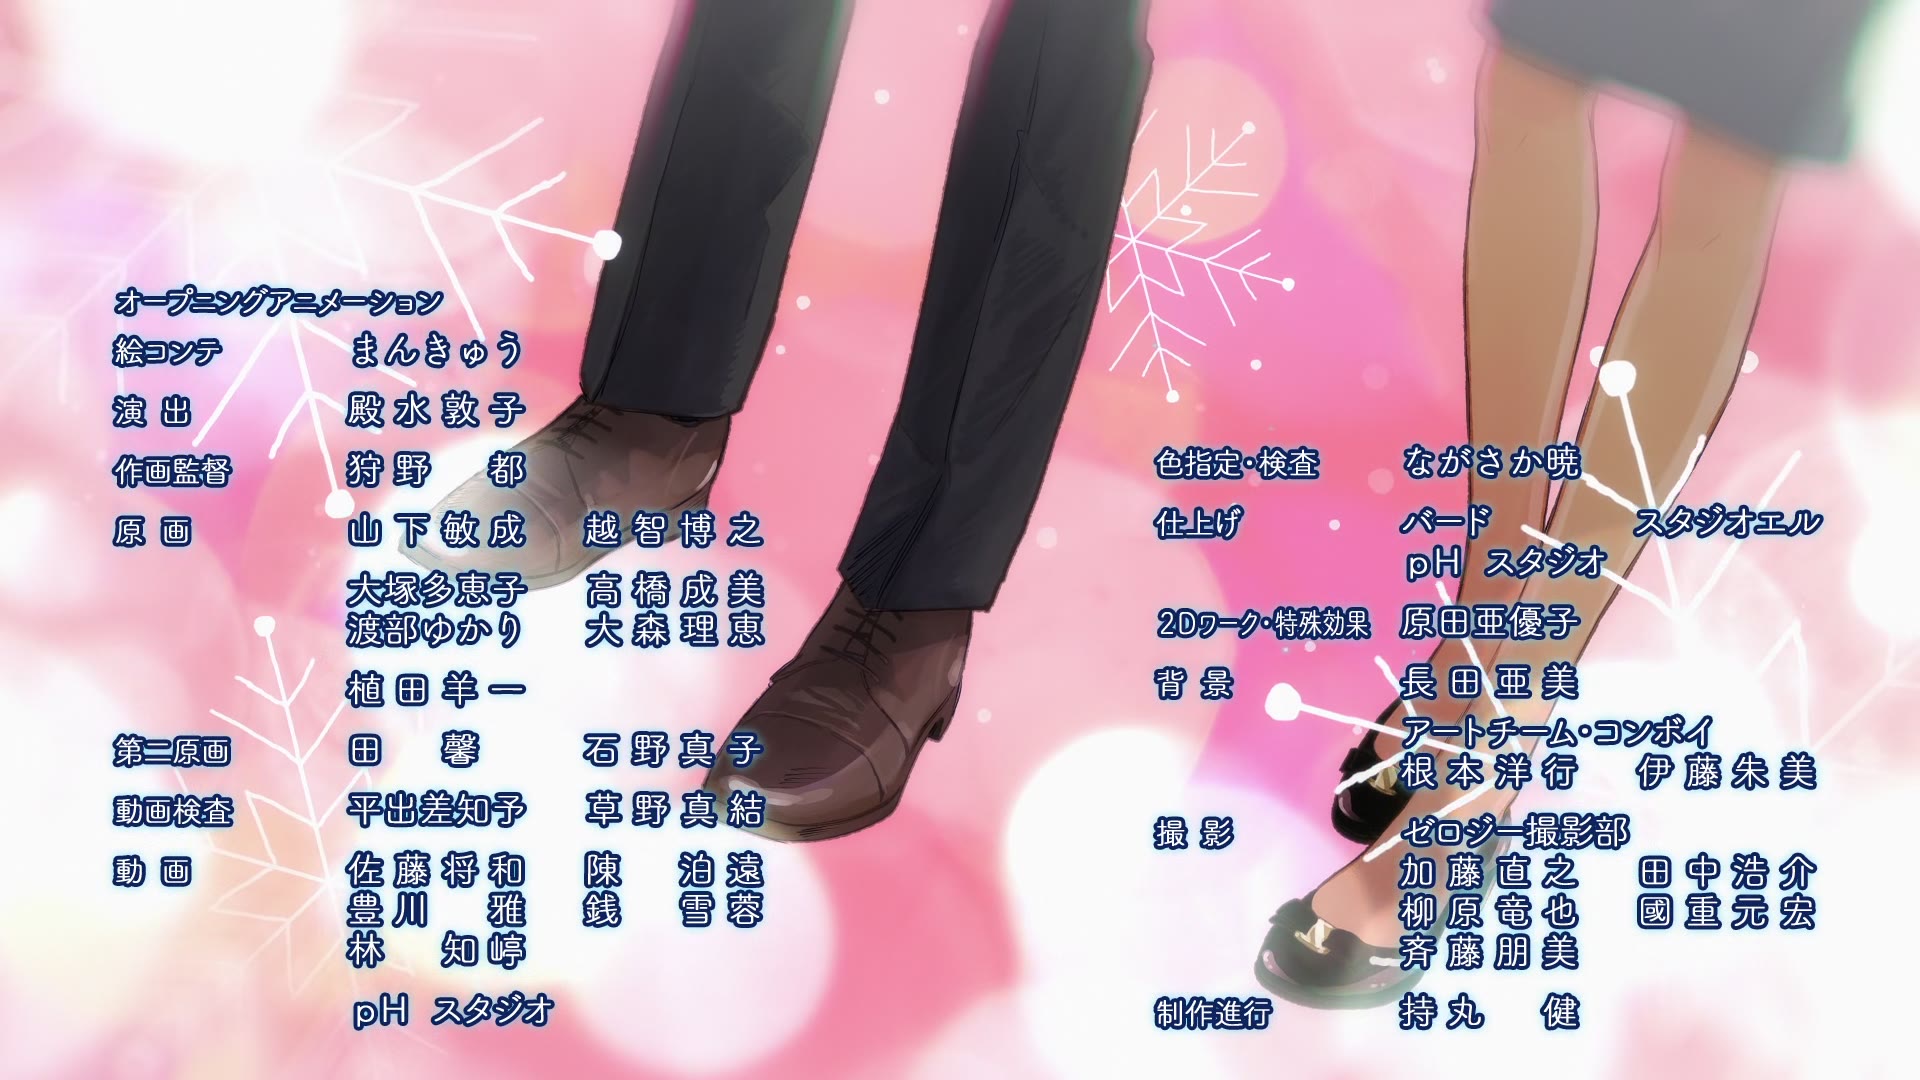 オープニングアニメーション
絵コンテ まんきゅう
演出 殿水敦子
作画監督 狩野都
原画 山下敏成 越智博之
大塚多恵子 高橋成美
渡部ゆかり 大森理恵
植田羊一
第二原画 田馨 石野真子
動画検査 平出差知予 草野真結
動画 佐藤将和 陳泊遠
豊川雅 銭雪蓉
林知崞
pH スタジオ
色指定・検査 ながさか暁
仕上げ バード スタジオエル
pH スタジオ
2Dワーク・特殊効果 原田亜優子
背景 長田亜美
アートチーム・コンボイ
根本洋行 伊藤朱美
撮影 ゼロジー撮影部
加藤直之 田中浩介
柳原竜也 國重元宏
斉藤朋美
制作進行 持丸健